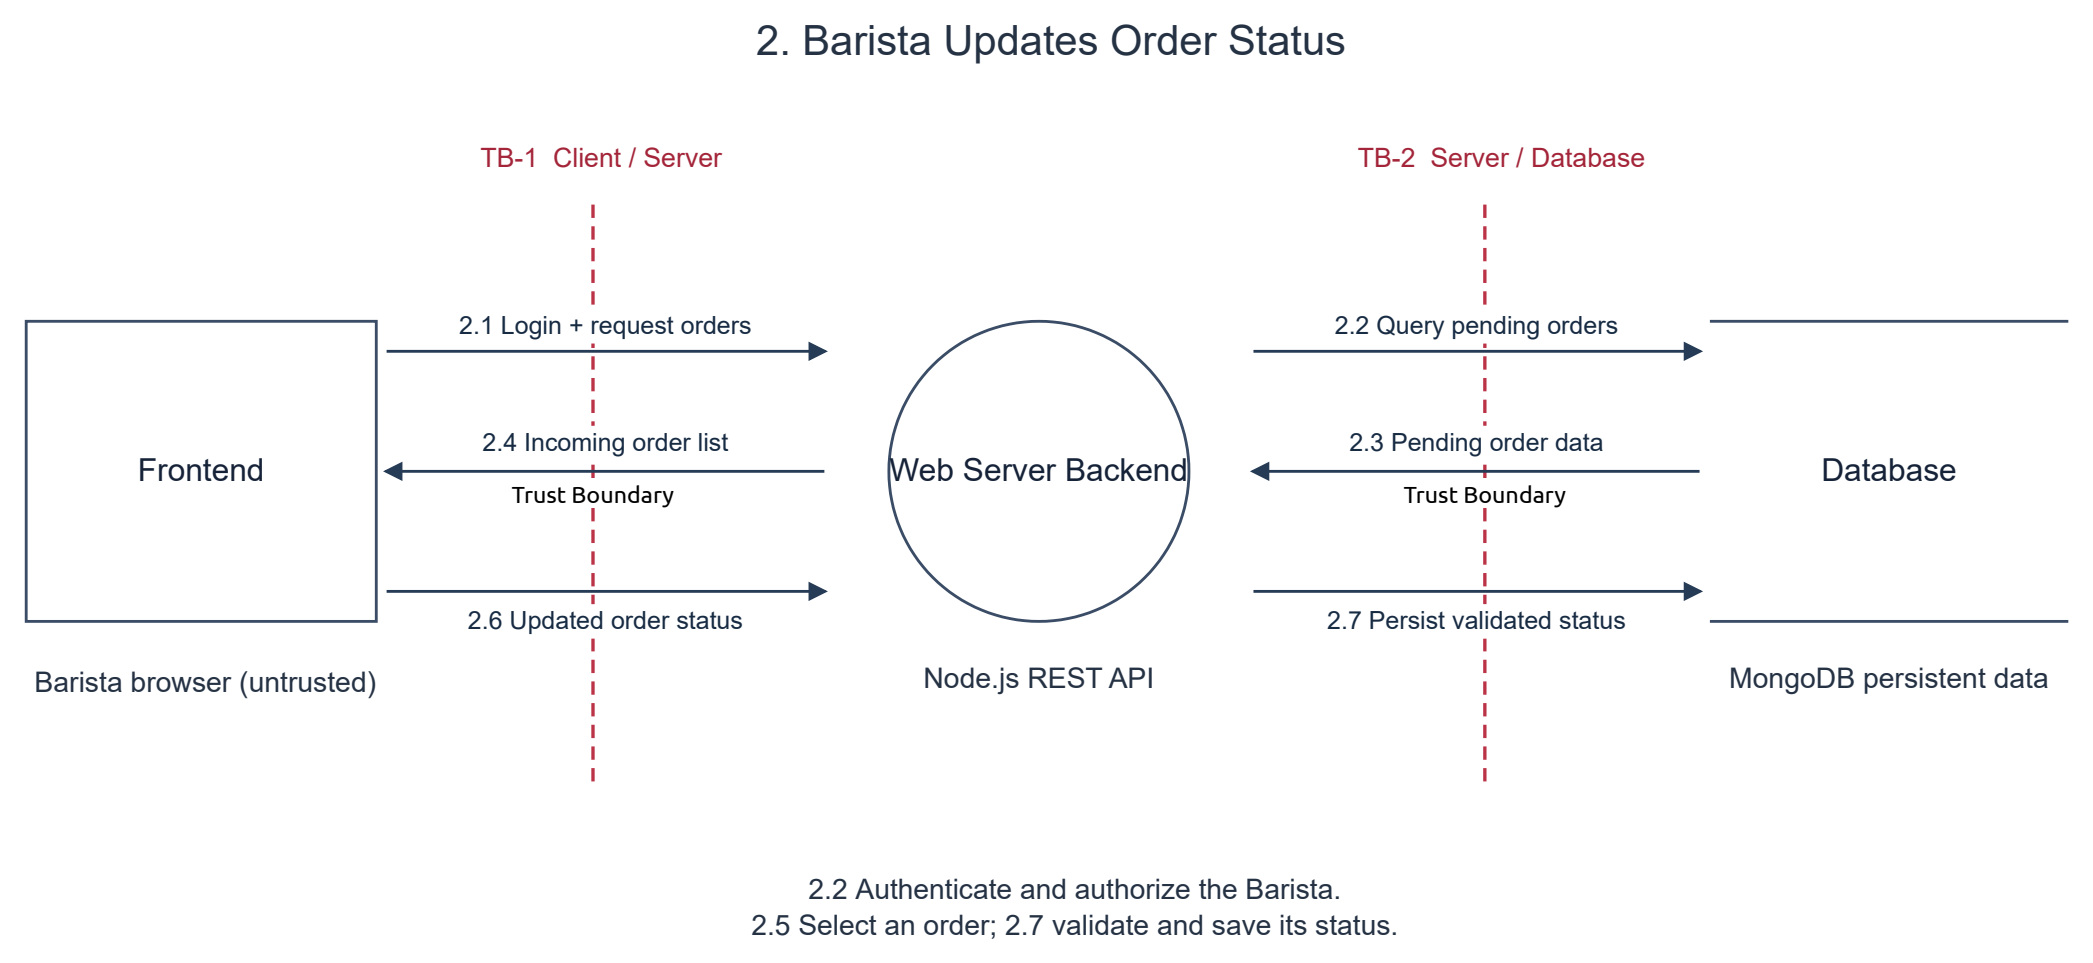 2. Barista Updates Order Status
TB-1  Client / Server
TB-2  Server / Database
2.1 Login + request orders
2.2 Query pending orders
2.4 Incoming order list
2.3 Pending order data
Frontend
Web Server Backend
Database
Trust Boundary
Trust Boundary
2.6 Updated order status
2.7 Persist validated status
Barista browser (untrusted)
Node.js REST API
MongoDB persistent data
2.2 Authenticate and authorize the Barista.
2.5 Select an order; 2.7 validate and save its status.